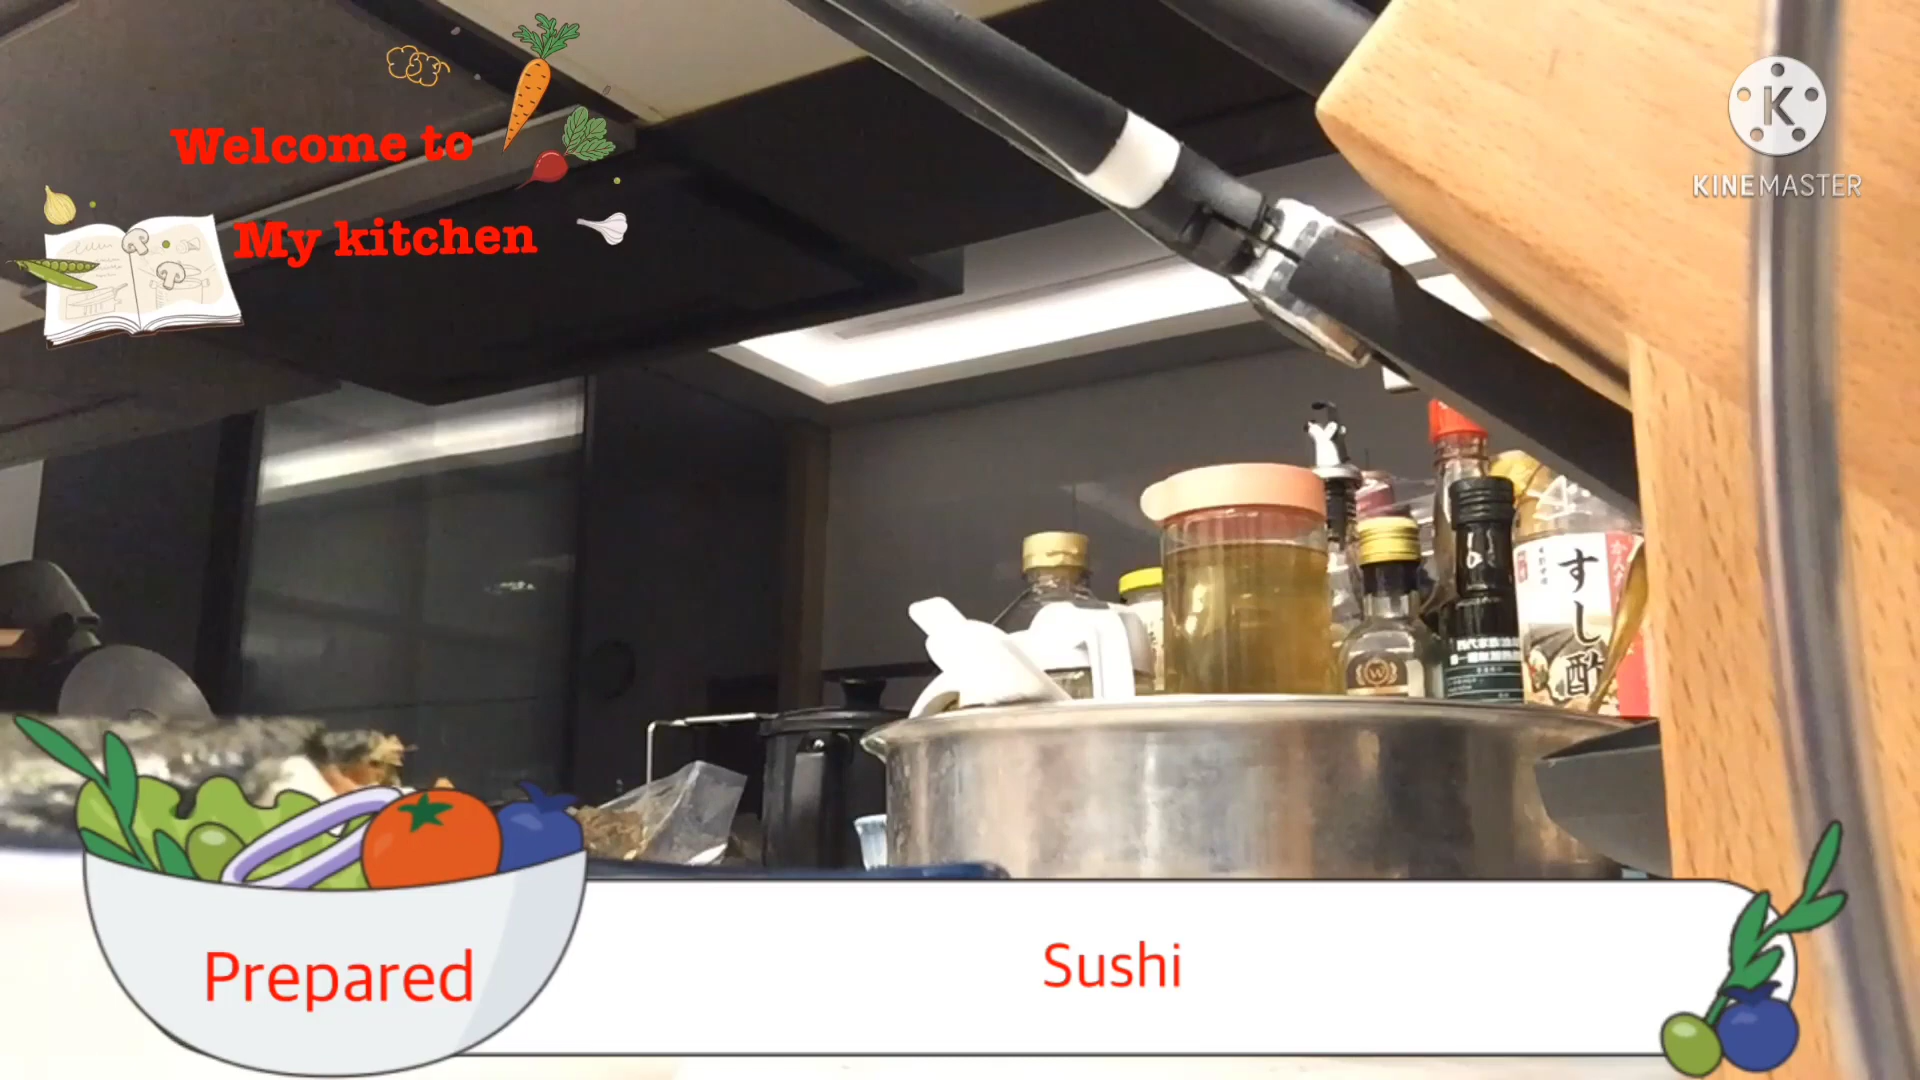 Welcome to
My kitchen
K
KINEMASTER
すし酢
W
Prepared
Sushi